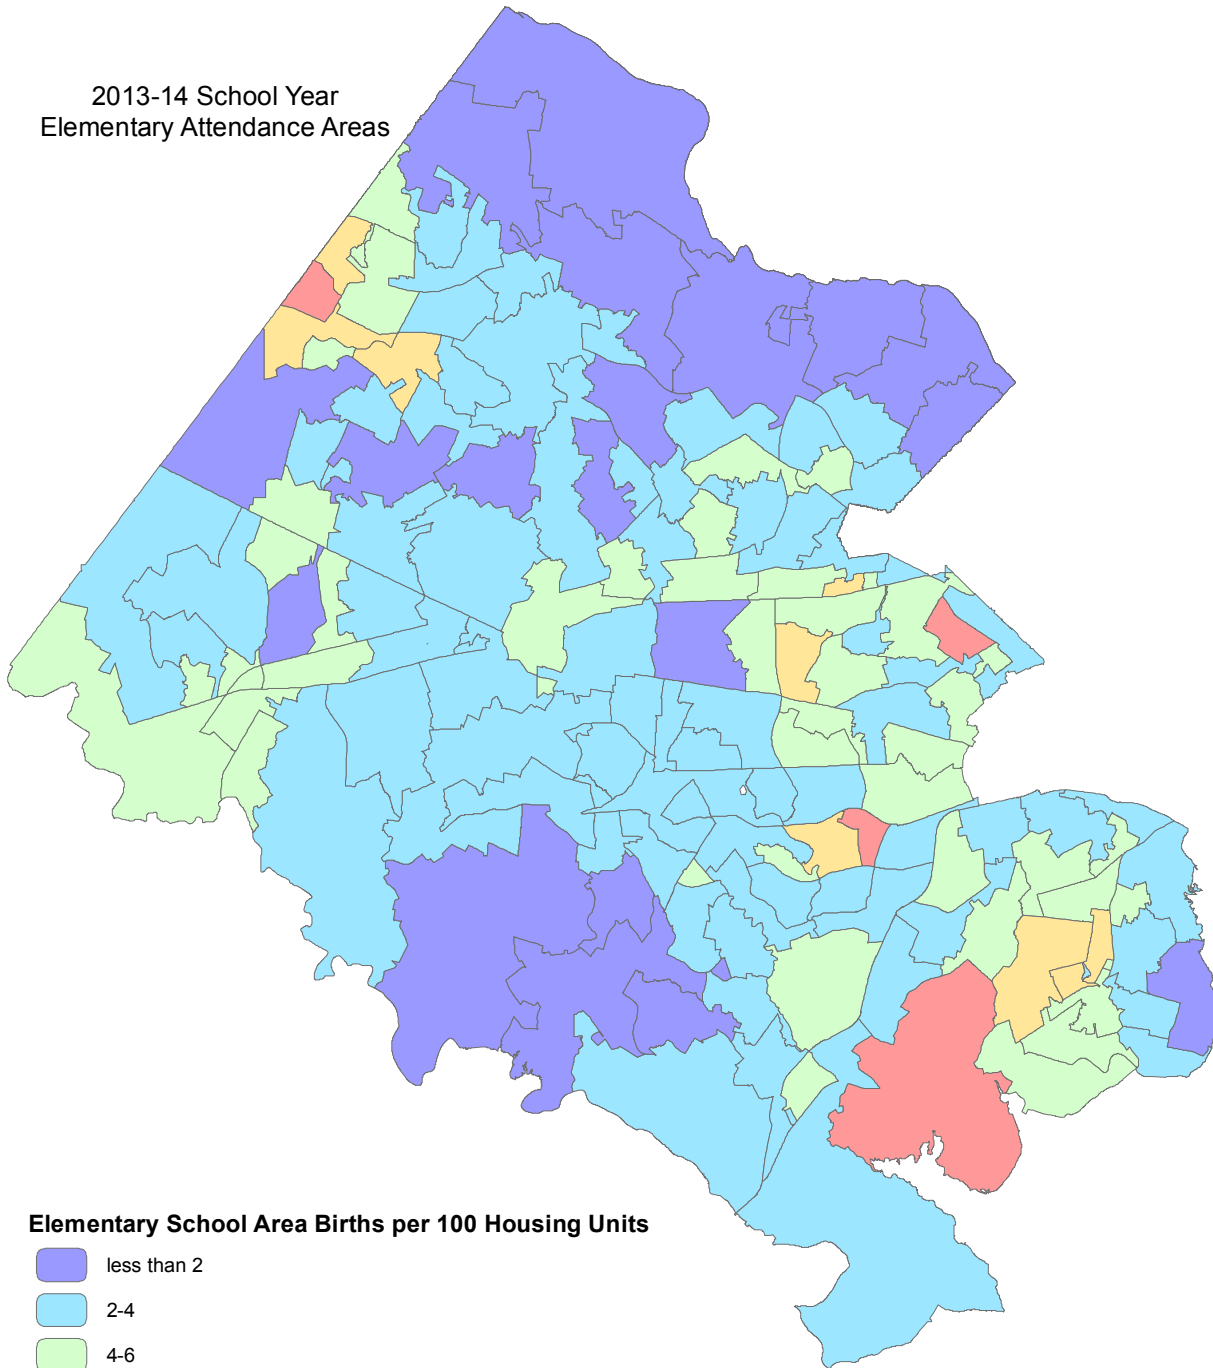 2013-14 School Year
Elementary Attendance Areas
Elementary School Area Births per 100 Housing Units
less than 2
2-4
4-6